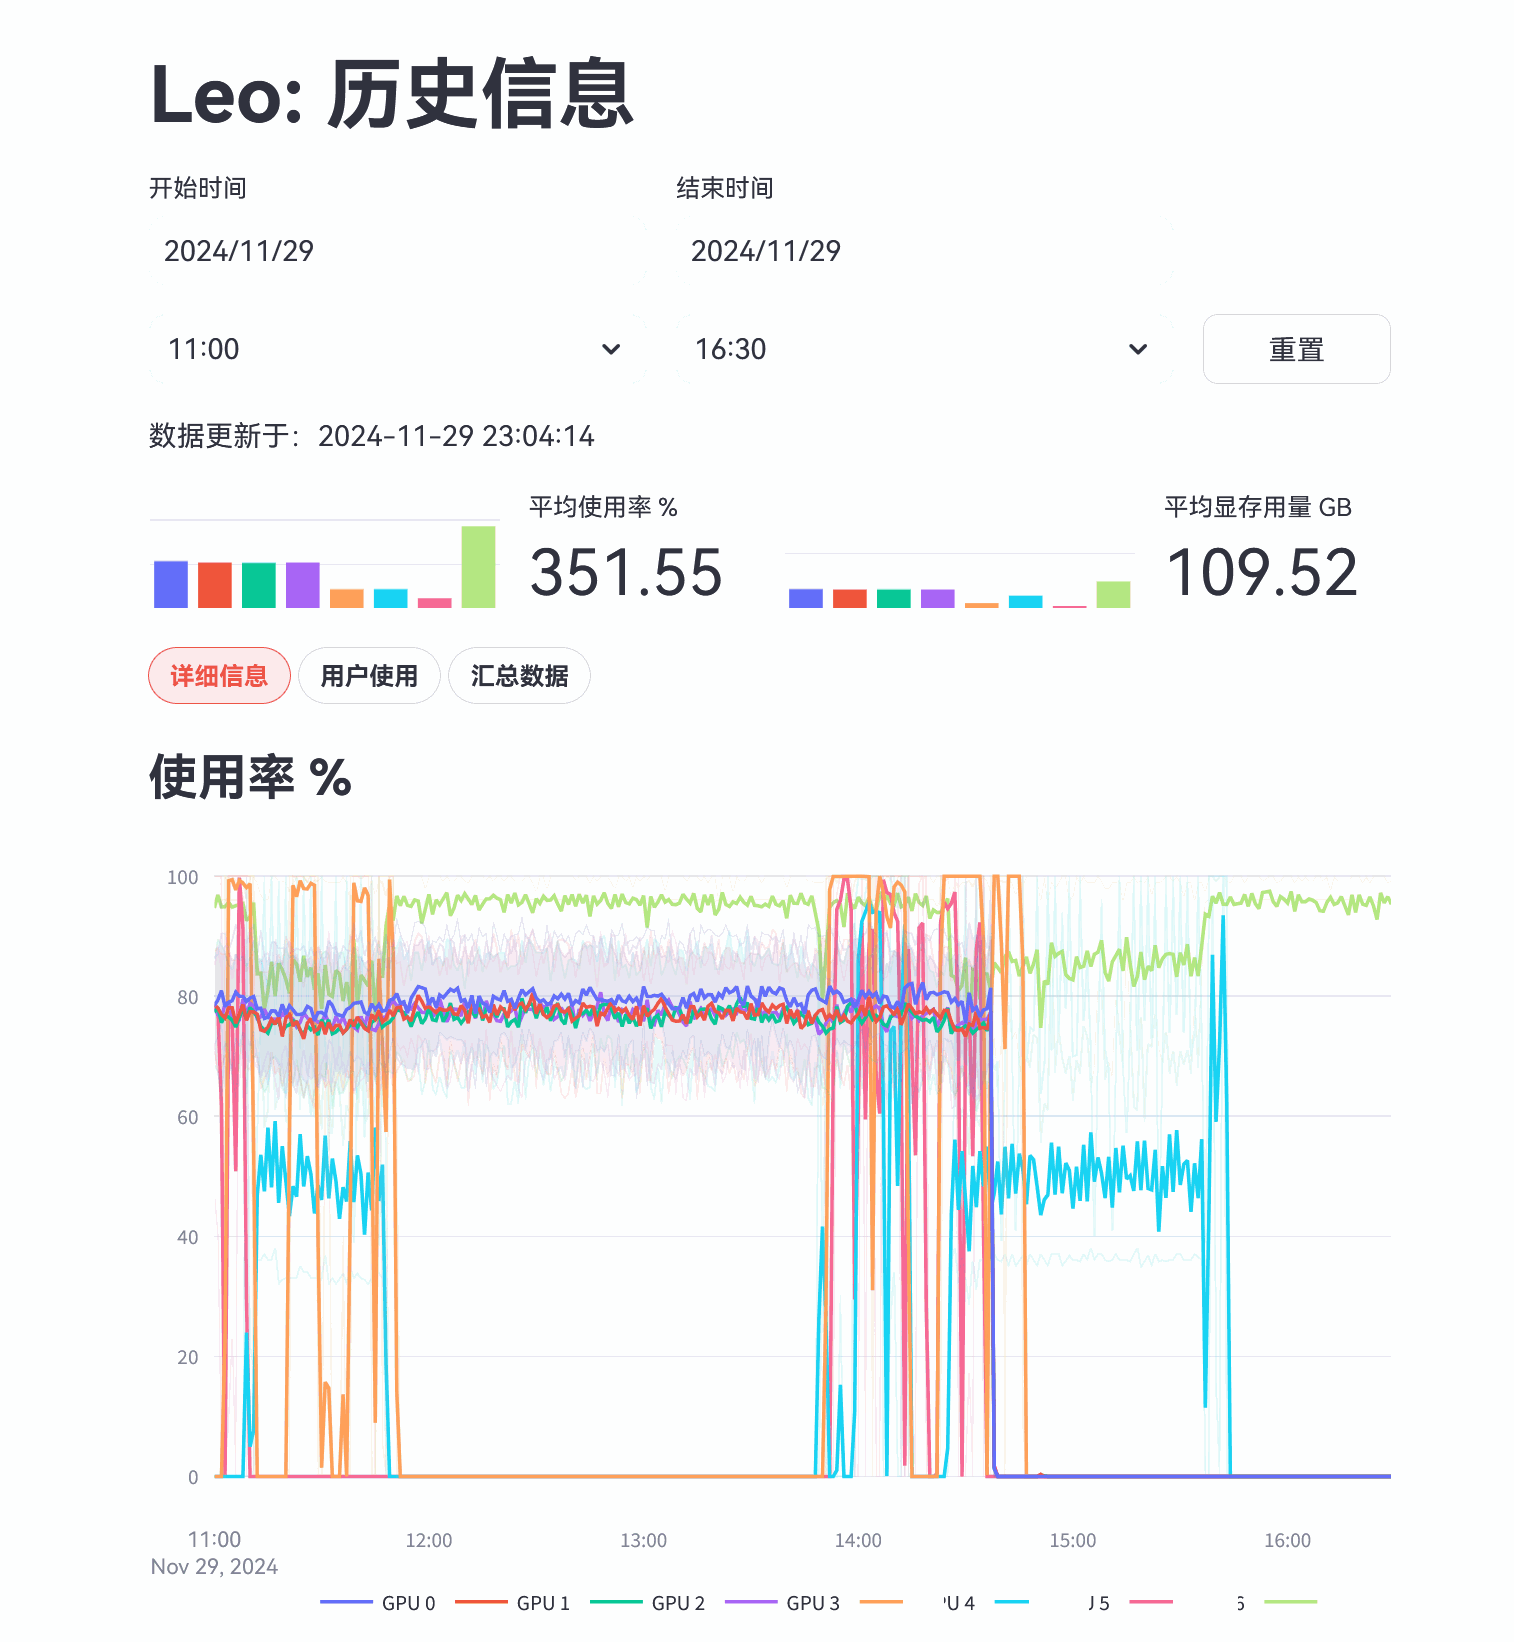 Leo: 历史信息
开始时间 结束时间
2024/11/29 2024/11/29
11:00 16:30 重置
数据更新于：2024-11-29 23:04:14
平均使用率 % 平均显存用量 GB
351.55 109.52
详细信息 用户使用 汇总数据
使用率 %
100
80
60
40
20
0
11:00 12:00 13:00 14:00 15:00 16:00
Nov 29, 2024
GPU 0 GPU 1 GPU 2 GPU 3 U 4 5